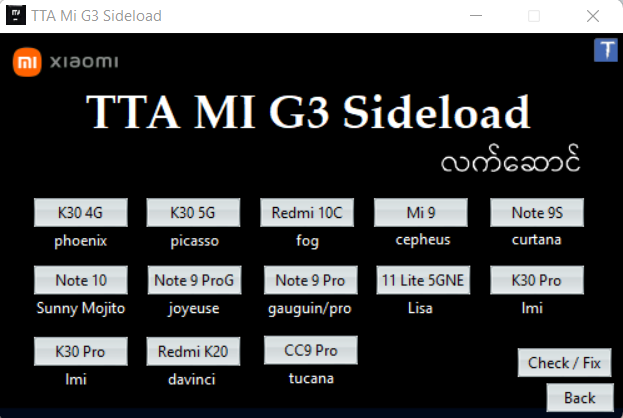 TTA Mi G3 Sideload
xiaomi
T
TTA MI G3 Sideload
လက်ဆောင်
K30 4G K30 5G Redmi 10C Mi 9 Note 9S
phoenix picasso fog cepheus curtana
Note 10 Note 9 ProG Note 9 Pro 11 Lite 5GNE K30 Pro
Sunny Mojito joyeuse gauguin/pro Lisa lmi
K30 Pro Redmi K20 CC9 Pro
lmi davinci tucana
Check / Fix
Back